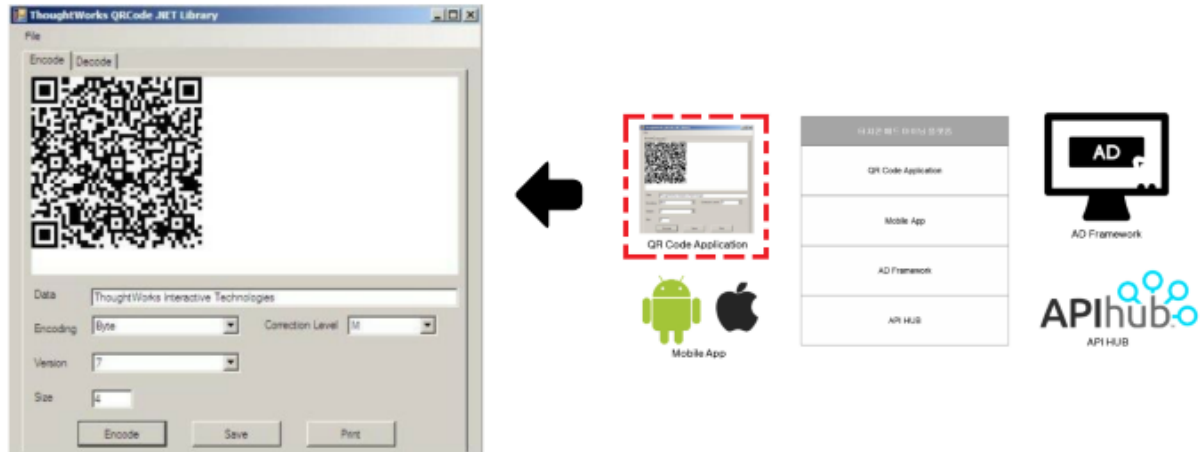 ThoughtWorks QRCode .NET Library
File
Encode
Decode
Data
ThoughtWorks Interactive Technologies
Encoding
Byte
Correction Level
M
Version
7
Size
4
Encode
Save
Print
QR Code Application
Mobile App
QR Code Application
Mobile App
AD Framework
API HUB
AD
AD Framework
APIhub
API HUB